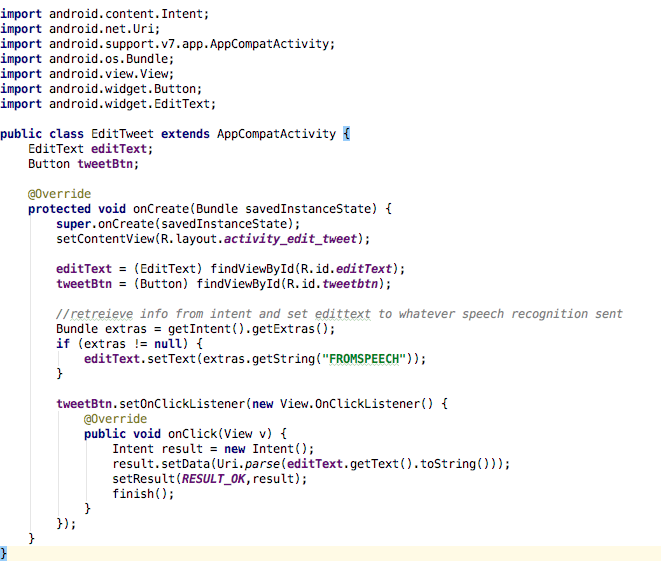 import android.content.Intent;
import android.net.Uri;
import android.support.v7.app.AppCompatActivity;
import android.os.Bundle;
import android.view.View;
import android.widget.Button;
import android.widget.EditText;

public class EditTweet extends AppCompatActivity {
    EditText editText;
    Button tweetBtn;

    @Override
    protected void onCreate(Bundle savedInstanceState) {
        super.onCreate(savedInstanceState);
        setContentView(R.layout.activity_edit_tweet);

        editText = (EditText) findViewById(R.id.editText);
        tweetBtn = (Button) findViewById(R.id.tweetbtn);

        //retreieve info from intent and set edittext to whatever speech recognition sent
        Bundle extras = getIntent().getExtras();
        if (extras != null) {
            editText.setText(extras.getString("FROMSPEECH"));
        }

        tweetBtn.setOnClickListener(new View.OnClickListener() {
            @Override
            public void onClick(View v) {
                Intent result = new Intent();
                result.setData(Uri.parse(editText.getText().toString()));
                setResult(RESULT_OK,result);
                finish();
            }
        });
    }
}